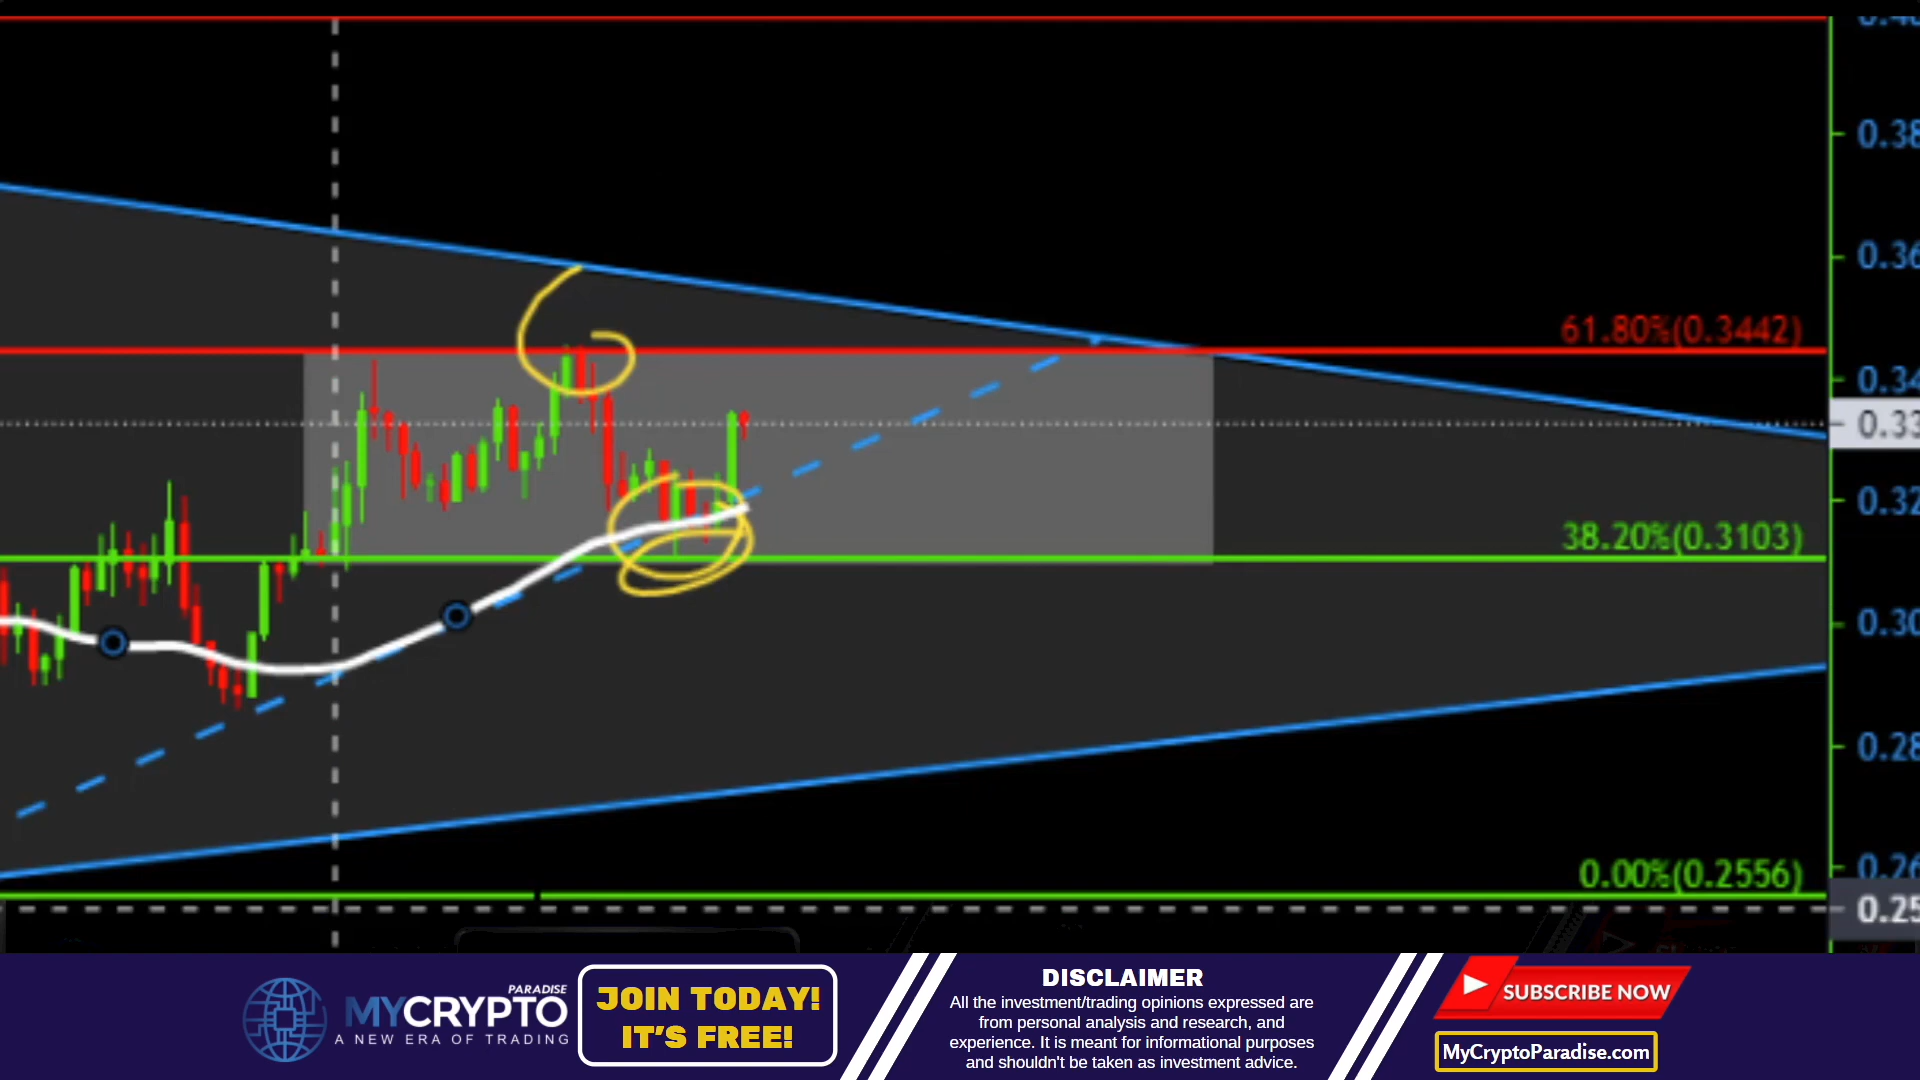 0.38
0.36
61.80%(0.3442)
0.34
0.33
0.32
38.20%(0.3103)
0.30
0.28
0.00%(0.2556)
0.26
0.25
PARADISE
MYCRYPTO
A NEW ERA OF TRADING
JOIN TODAY!
IT'S FREE!
DISCLAIMER
All the investment/trading opinions expressed are
from personal analysis and research, and
experience. It is meant for informational purposes
and shouldn't be taken as investment advice.
SUBSCRIBE NOW
MyCryptoParadise.com